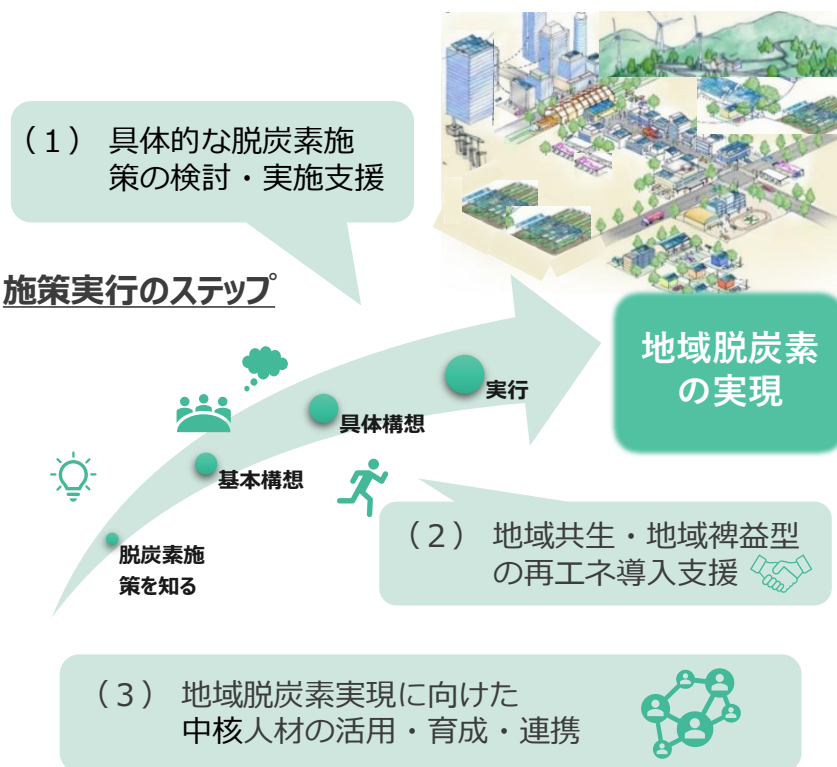 （１） 具体的な脱炭素施
策の検討・実施支援
施策実行のステップ
地域脱炭素
の実現
実行
具体構想
基本構想
脱炭素施
策を知る
（２） 地域共生・地域裨益型
の再エネ導入支援
（３） 地域脱炭素実現に向けた
中核人材の活用・育成・連携